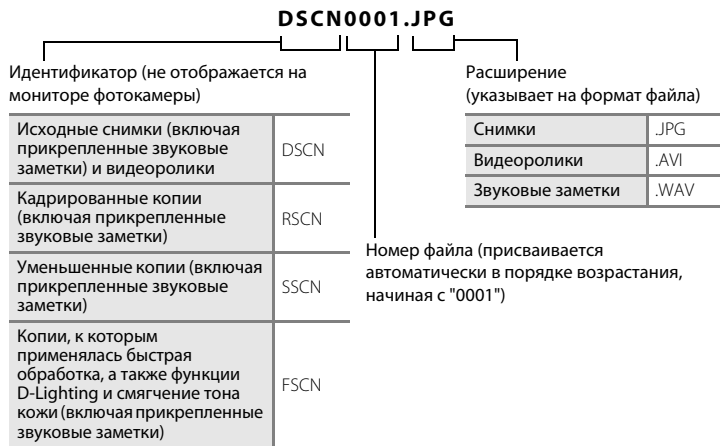 DSCN0001.JPG
Идентификатор (не отображается на
мониторе фотокамеры)
Исходные снимки (включая
прикрепленные звуковые
заметки) и видеоролики
DSCN
Кадрированные копии
(включая прикрепленные
звуковые заметки)
RSCN
Уменьшенные копии (включая
прикрепленные звуковые
заметки)
SSCN
Копии, к которым
применялась быстрая
обработка, а также функции
D-Lighting и смягчение тона
кожи (включая прикрепленные
звуковые заметки)
FSCN
Номер файла (присваивается
автоматически в порядке возрастания,
начиная с "0001")
Расширение
(указывает на формат файла)
Снимки .JPG
Видеоролики .AVI
Звуковые заметки .WAV